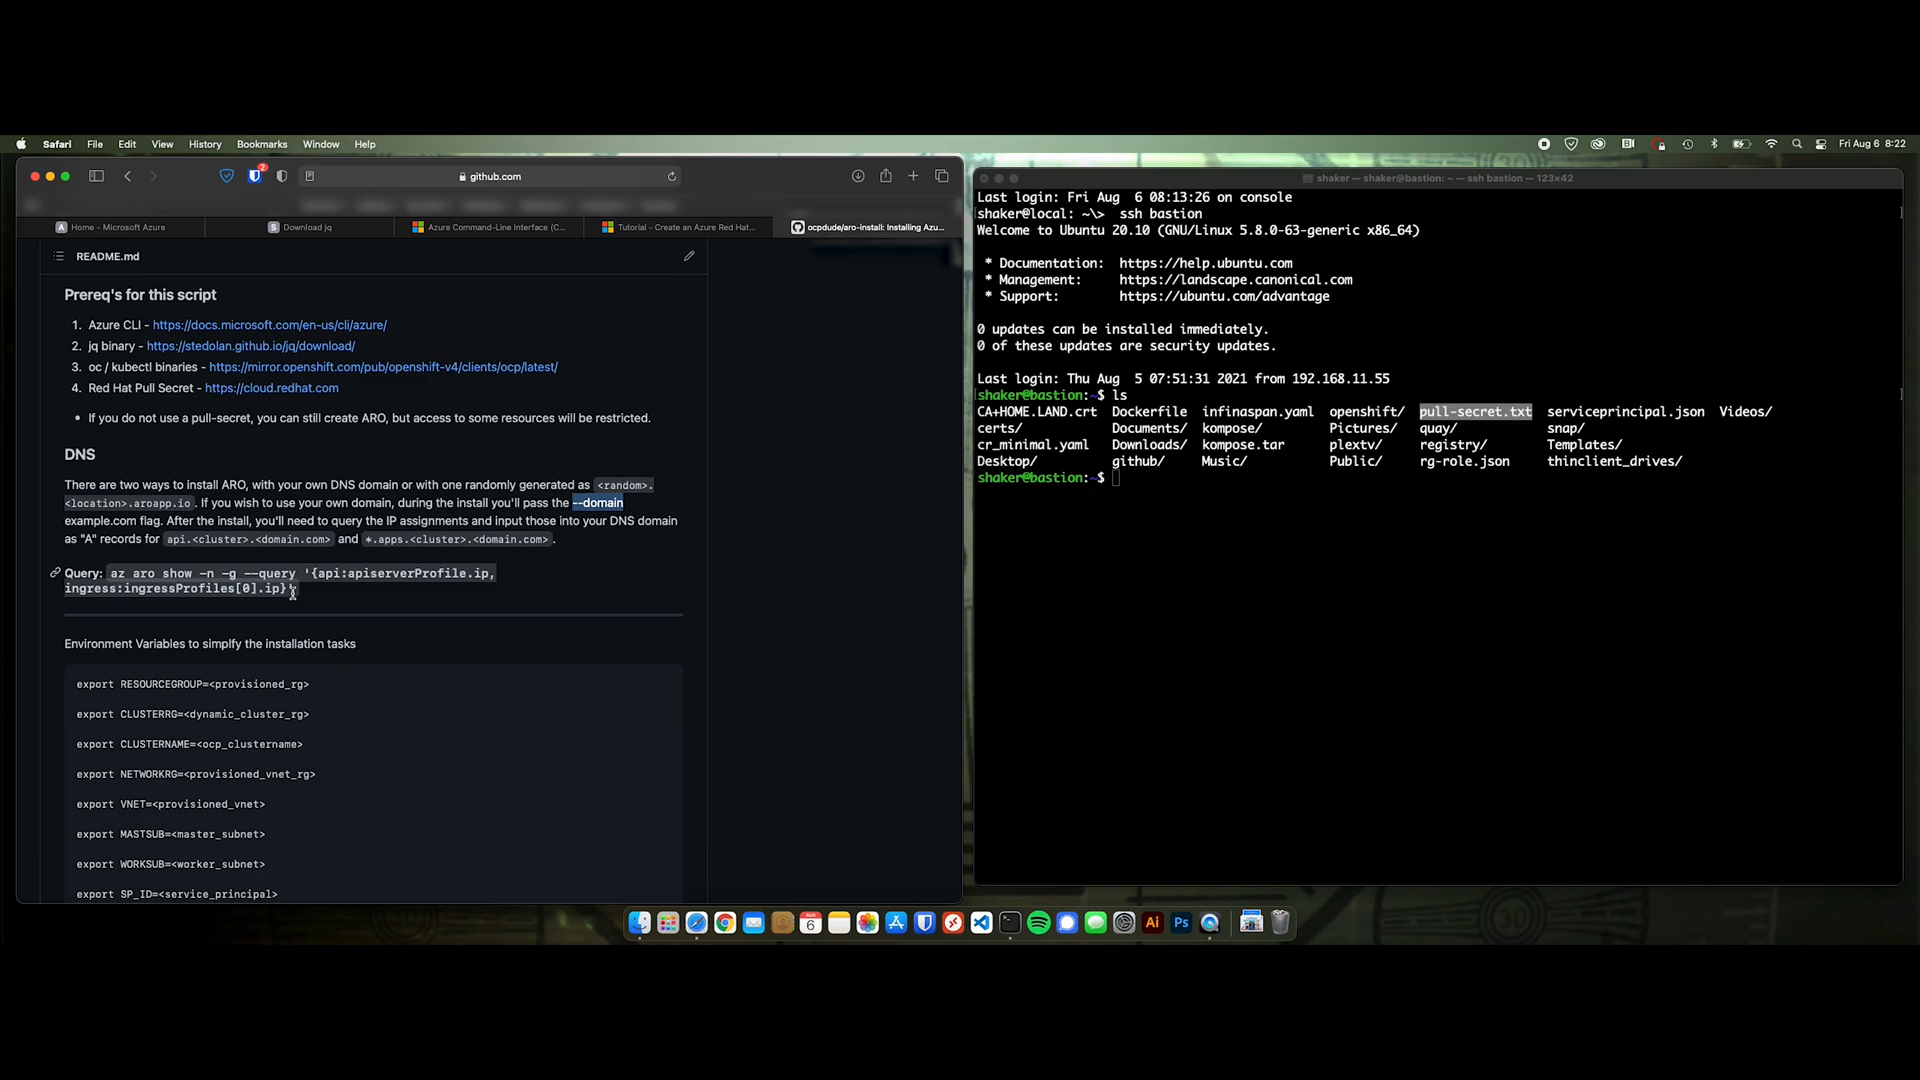 Safari File Edit View History Bookmarks Window Help
Fri Aug 6 8:22
2
github.com
Home - Microsoft Azure
Download jq
Azure Command-Line Interface (C...
Tutorial - Create an Azure Red Hat...
ocpdude/aro-install: Installing Azu...
README.md
Prereq's for this script
1. Azure CLI - https://docs.microsoft.com/en-us/cli/azure/
2. jq binary - https://stedolan.github.io/jq/download/
3. oc / kubectl binaries - https://mirror.openshift.com/pub/openshift-v4/clients/ocp/latest/
4. Red Hat Pull Secret - https://cloud.redhat.com
• If you do not use a pull-secret, you can still create ARO, but access to some resources will be restricted.
DNS
There are two ways to install ARO, with your own DNS domain or with one randomly generated as <random>.
<location>.aroapp.io . If you wish to use your own domain, during the install you'll pass the --domain
example.com flag. After the install, you'll need to query the IP assignments and input those into your DNS domain
as "A" records for api.<cluster>.<domain.com> and *.apps.<cluster>.<domain.com> .
Query: az aro show -n -g --query '{api:apiserverProfile.ip,
ingress:ingressProfiles[0].ip}'
Environment Variables to simplfy the installation tasks
export RESOURCEGROUP=<provisioned_rg>
export CLUSTERRG=<dynamic_cluster_rg>
export CLUSTERNAME=<ocp_clustername>
export NETWORKRG=<provisioned_vnet_rg>
export VNET=<provisioned_vnet>
export MASTSUB=<master_subnet>
export WORKSUB=<worker_subnet>
export SP_ID=<service_principal>
shaker — shaker@bastion: ~ — ssh bastion — 123×42
Last login: Fri Aug  6 08:13:26 on console
shaker@local: ~\>  ssh bastion
Welcome to Ubuntu 20.10 (GNU/Linux 5.8.0-63-generic x86_64)
* Documentation:  https://help.ubuntu.com
* Management:     https://landscape.canonical.com
* Support:        https://ubuntu.com/advantage
0 updates can be installed immediately.
0 of these updates are security updates.
Last login: Thu Aug  5 07:51:31 2021 from 192.168.11.55
shaker@bastion:~$ ls
CA+HOME.LAND.crt  Dockerfile  infinaspan.yaml  openshift/  pull-secret.txt  serviceprincipal.json  Videos/
certs/  Documents/  kompose/  Pictures/  quay/  snap/
cr_minimal.yaml  Downloads/  kompose.tar  plextv/  registry/  Templates/
Desktop/  github/  Music/  Public/  rg-role.json  thinclient_drives/
shaker@bastion:~$
AUG
6
Ai
Ps